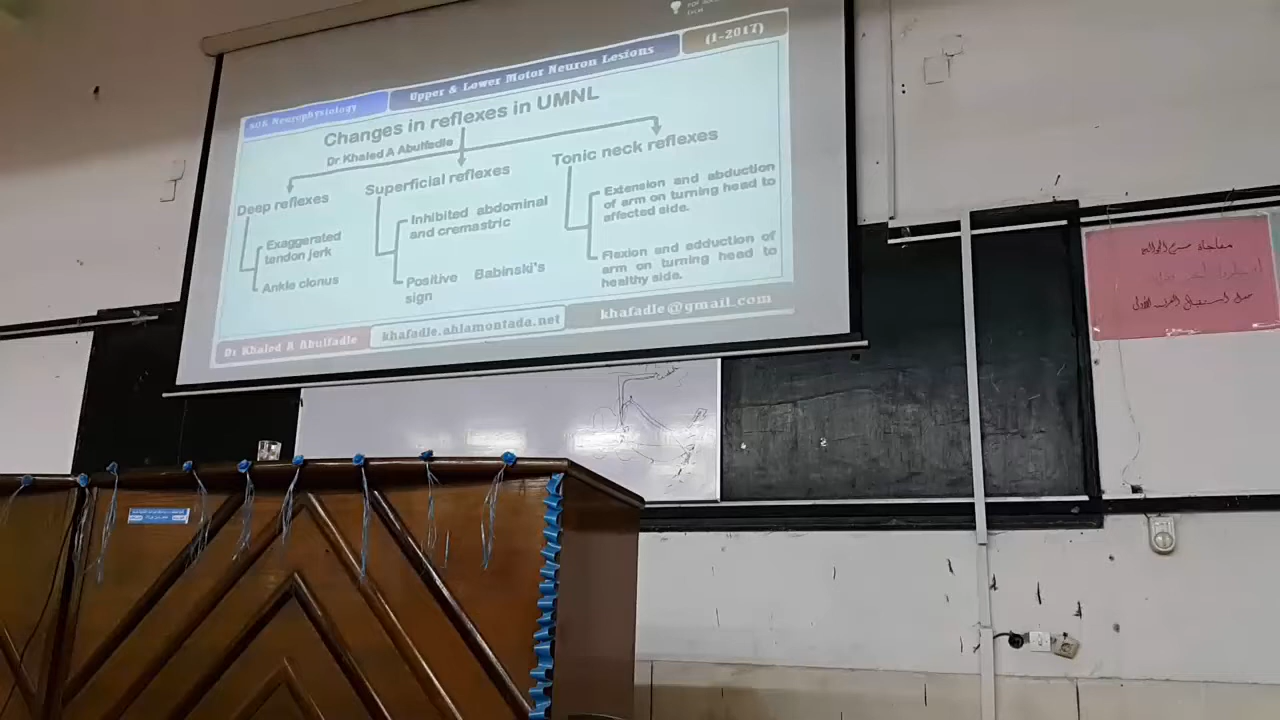 Neurophysiology
Upper & Lower Motor Neuron Lesions
(1-2017)
Changes in reflexes in UMNL
Dr Khaled A Abulfadle
Deep reflexes
Exaggerated
tendon jerk
Ankle clonus
Superficial reflexes
Inhibited abdominal
and cremastric
Positive Babinski's
sign
Tonic neck reflexes
Extension and abduction
of arm on turning head to
affected side.
Flexion and adduction of
arm on turning head to
healthy side.
Dr Khaled A Abulfadle
khafadle.ahlamontada.net
khafadle@gmail.com